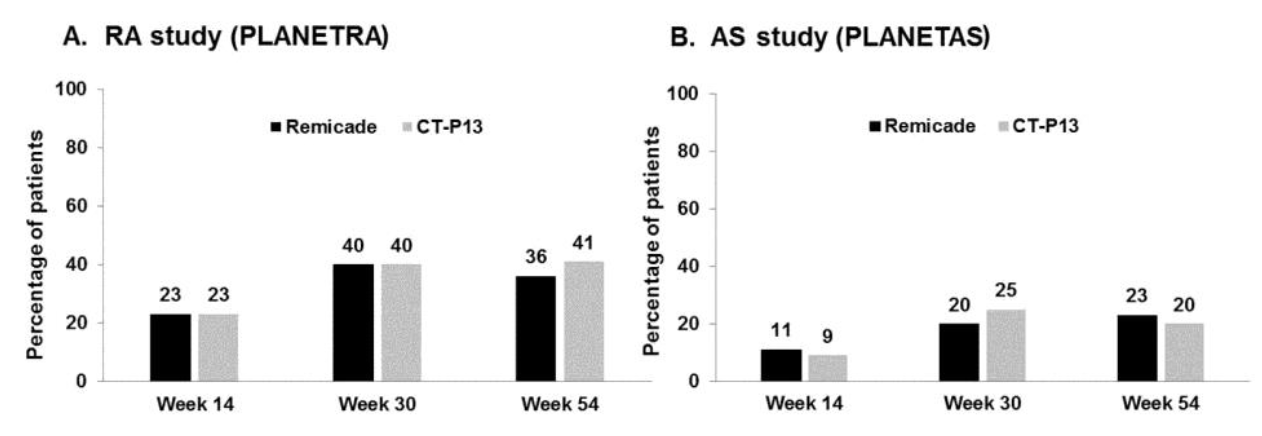 A. RA study (PLANETRA)
Percentage of patients
100
80
60
40
20
0
Remicade CT-P13
23 23
40 40
36 41
Week 14 Week 30 Week 54
B. AS study (PLANETAS)
Percentage of patients
100
80
60
40
20
0
Remicade CT-P13
11 9
20 25
23 20
Week 14 Week 30 Week 54